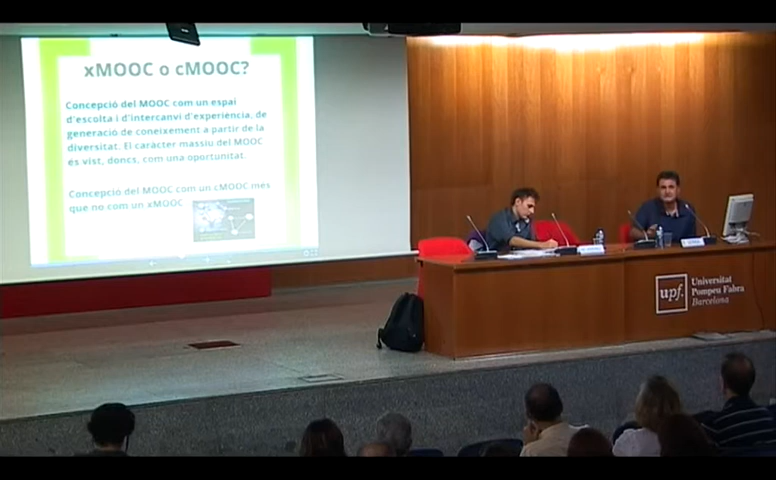 xMOOC o cMOOC?
Concepció del MOOC com un espai
d'escolta i d'intercanvi d'experiència, de
generació de coneixement a partir de la
diversitat. El caràcter massiu del MOOC
és vist, doncs, com una oportunitat.
Concepció del MOOC com un cMOOC mes
que no com un xMOOC
upf.
Universitat
Pompeu Fabra
Barcelona